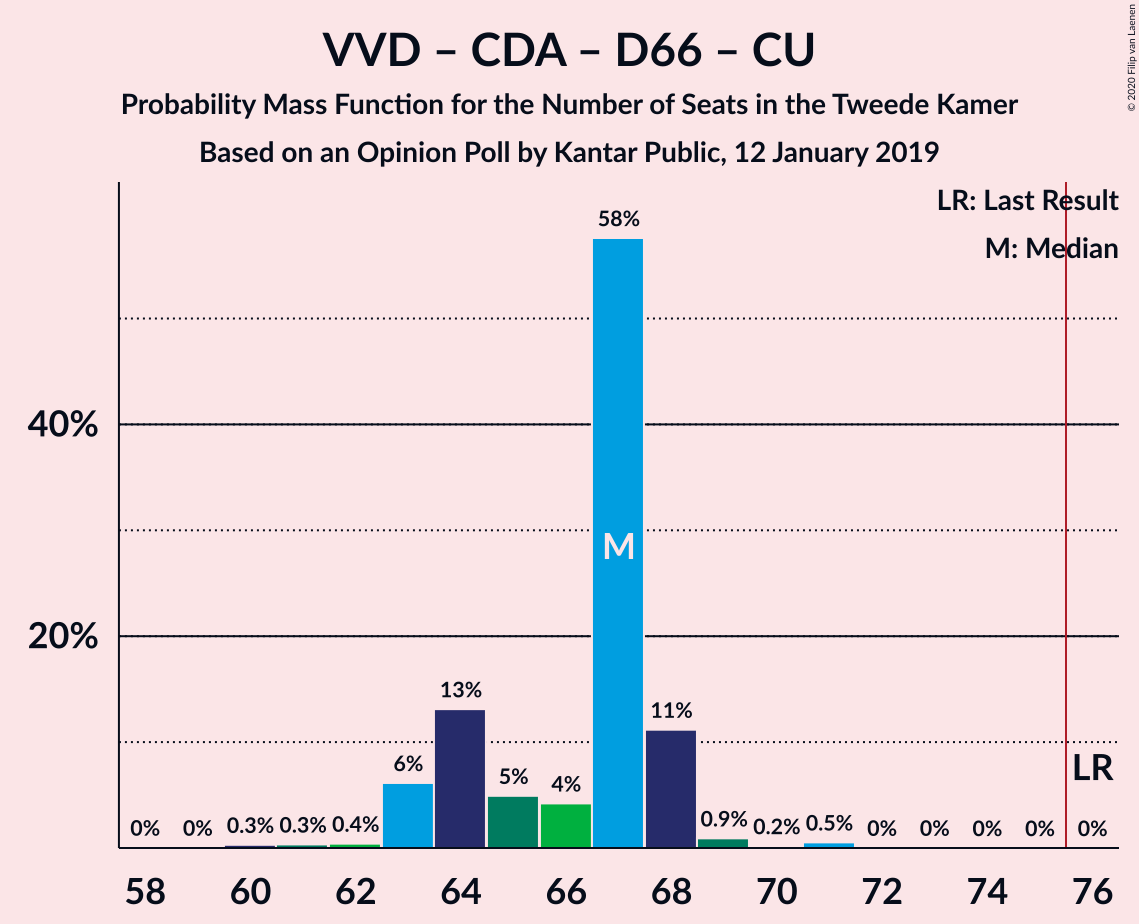 VVD – CDA – D66 – CU
Probability Mass Function for the Number of Seats in the Tweede Kamer
Based on an Opinion Poll by Kantar Public, 12 January 2019
© 2020 Filip van Laenen
LR: Last Result
M: Median
58%
40%
M
20%
13%
11%
6%
5%
4%
LR
0%
0%
0.3%
0.3%
0.4%
0.9%
0.2%
0.5%
0%
0%
0%
0%
0%
58 60 62 64 66 68 70 72 74 76